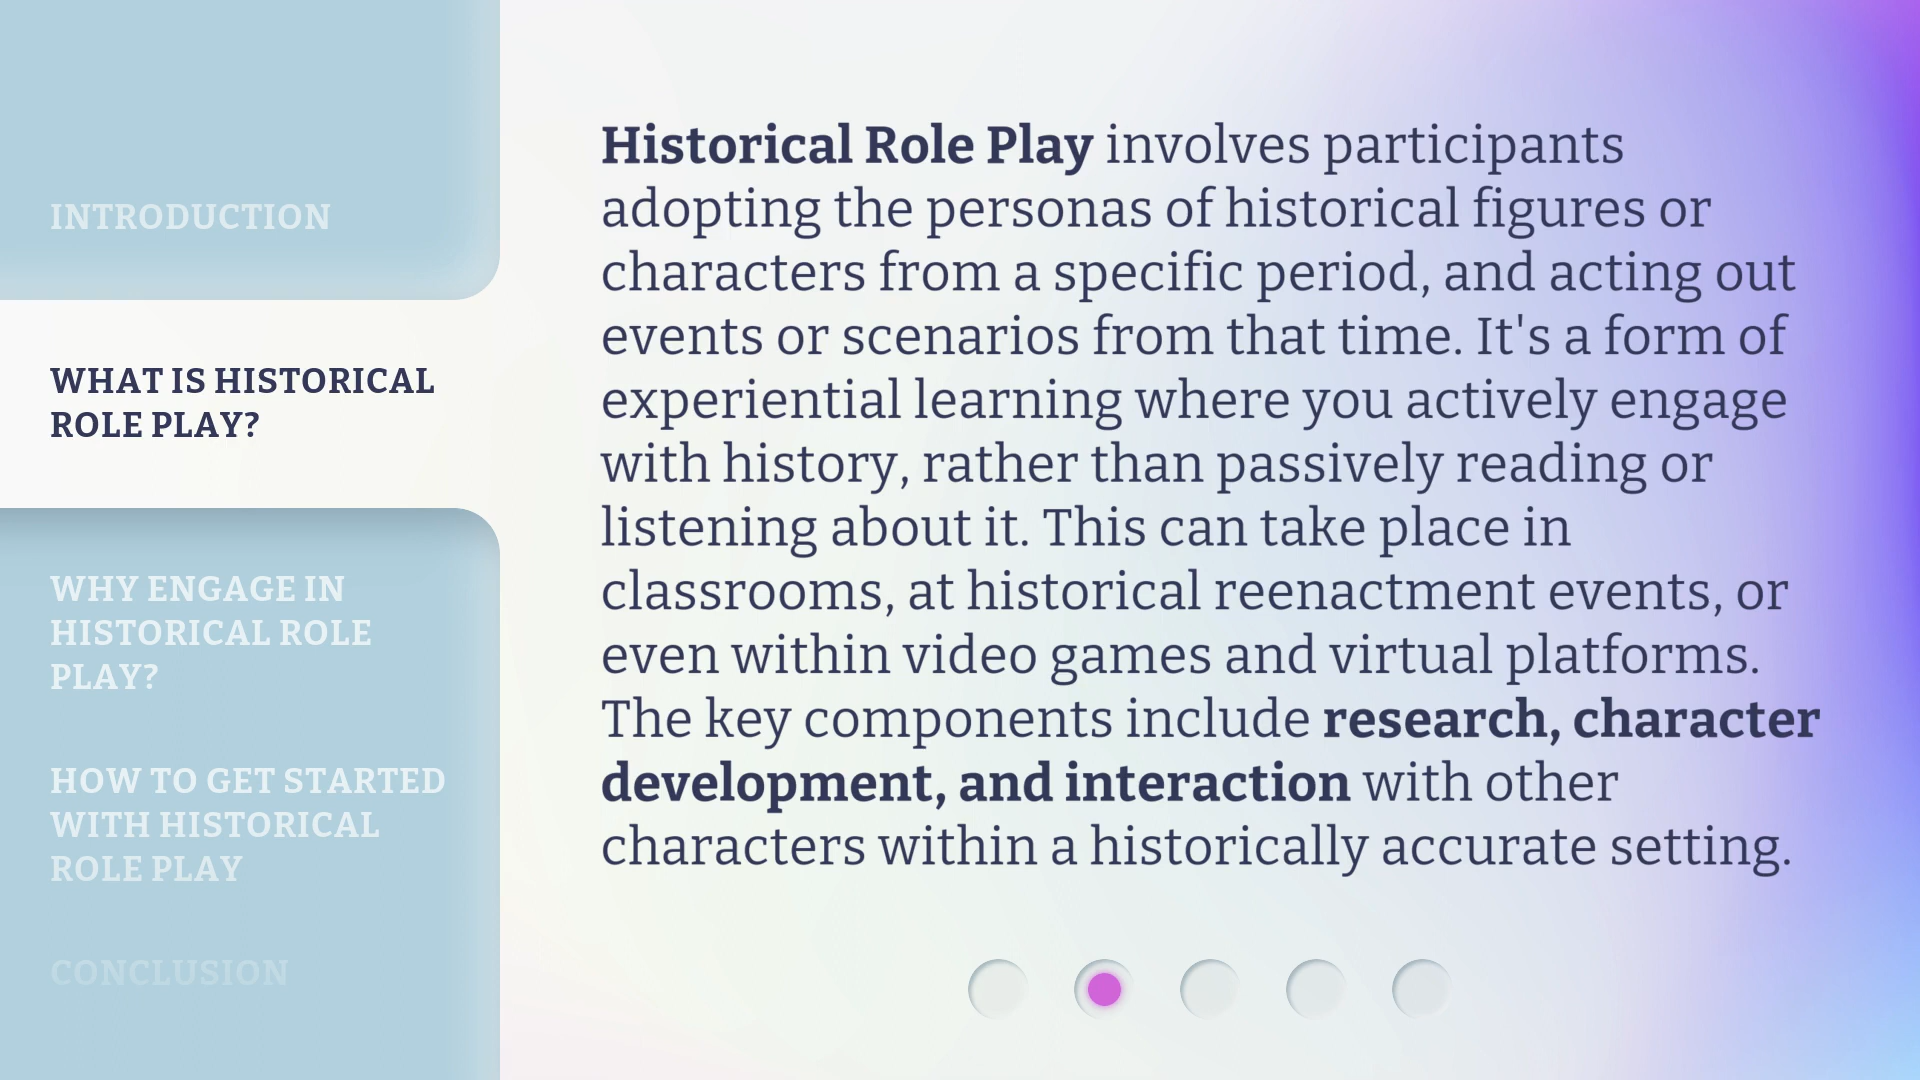 INTRODUCTION
WHAT IS HISTORICAL
ROLE PLAY?
WHY ENGAGE IN
HISTORICAL ROLE
PLAY?
HOW TO GET STARTED
WITH HISTORICAL
ROLE PLAY
CONCLUSION
Historical Role Play involves participants
adopting the personas of historical figures or
characters from a specific period, and acting out
events or scenarios from that time. It's a form of
experiential learning where you actively engage
with history, rather than passively reading or
listening about it. This can take place in
classrooms, at historical reenactment events, or
even within video games and virtual platforms.
The key components include research, character
development, and interaction with other
characters within a historically accurate setting.